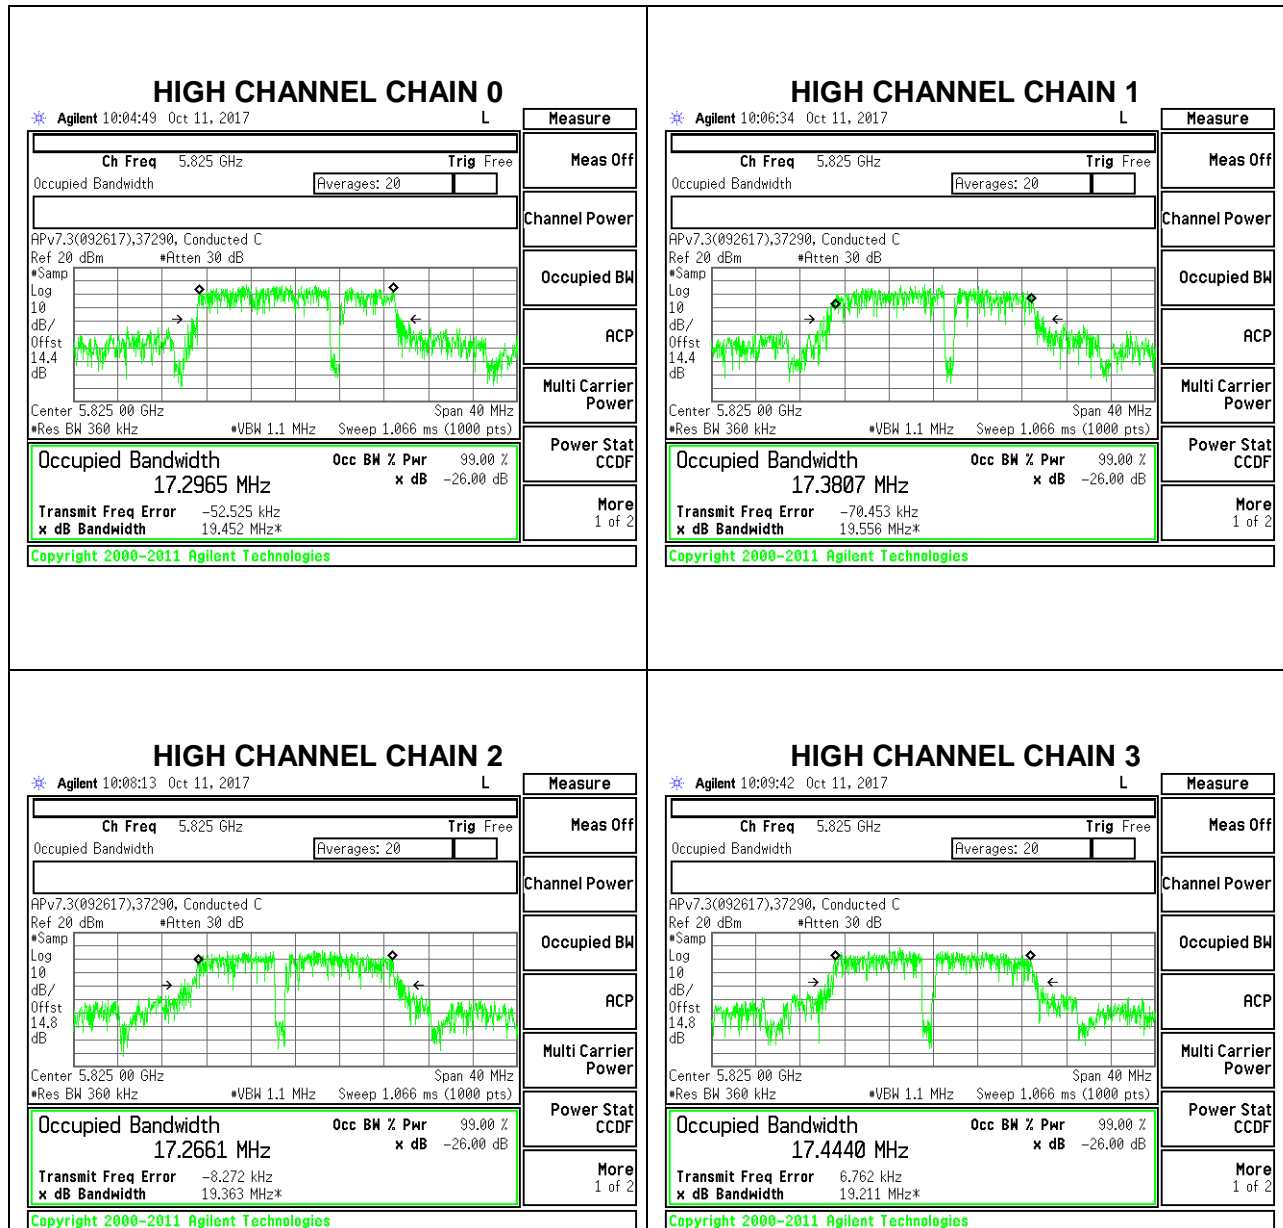 HIGH CHANNEL CHAIN 0
Agilent 10:04:49 Oct 11, 2017 L
Measure
Ch Freq 5.825 GHz Trig Free
Occupied Bandwidth Averages: 20
APv7.3(092617),37290, Conducted C
Ref 20 dBm #Atten 30 dB
#Samp
Log
10
dB/
Offst
14.4
dB
Center 5.825 00 GHz Span 40 MHz
#Res BW 360 kHz #VBW 1.1 MHz Sweep 1.066 ms (1000 pts)
Occupied Bandwidth Occ BW % Pwr 99.00 %
17.2965 MHz x dB -26.00 dB
Transmit Freq Error -52.525 kHz
x dB Bandwidth 19.452 MHz*
Copyright 2000-2011 Agilent Technologies
Meas Off
Channel Power
Occupied BW
ACP
Multi Carrier
Power
Power Stat
CCDF
More
1 of 2
HIGH CHANNEL CHAIN 1
Agilent 10:06:34 Oct 11, 2017 L
Measure
Ch Freq 5.825 GHz Trig Free
Occupied Bandwidth Averages: 20
APv7.3(092617),37290, Conducted C
Ref 20 dBm #Atten 30 dB
#Samp
Log
10
dB/
Offst
14.4
dB
Center 5.825 00 GHz Span 40 MHz
#Res BW 360 kHz #VBW 1.1 MHz Sweep 1.066 ms (1000 pts)
Occupied Bandwidth Occ BW % Pwr 99.00 %
17.3807 MHz x dB -26.00 dB
Transmit Freq Error -70.453 kHz
x dB Bandwidth 19.556 MHz*
Copyright 2000-2011 Agilent Technologies
Meas Off
Channel Power
Occupied BW
ACP
Multi Carrier
Power
Power Stat
CCDF
More
1 of 2
HIGH CHANNEL CHAIN 2
Agilent 10:08:13 Oct 11, 2017 L
Measure
Ch Freq 5.825 GHz Trig Free
Occupied Bandwidth Averages: 20
APv7.3(092617),37290, Conducted C
Ref 20 dBm #Atten 30 dB
#Samp
Log
10
dB/
Offst
14.8
dB
Center 5.825 00 GHz Span 40 MHz
#Res BW 360 kHz #VBW 1.1 MHz Sweep 1.066 ms (1000 pts)
Occupied Bandwidth Occ BW % Pwr 99.00 %
17.2661 MHz x dB -26.00 dB
Transmit Freq Error -8.272 kHz
x dB Bandwidth 19.363 MHz*
Copyright 2000-2011 Agilent Technologies
Meas Off
Channel Power
Occupied BW
ACP
Multi Carrier
Power
Power Stat
CCDF
More
1 of 2
HIGH CHANNEL CHAIN 3
Agilent 10:09:42 Oct 11, 2017 L
Measure
Ch Freq 5.825 GHz Trig Free
Occupied Bandwidth Averages: 20
APv7.3(092617),37290, Conducted C
Ref 20 dBm #Atten 30 dB
#Samp
Log
10
dB/
Offst
14.8
dB
Center 5.825 00 GHz Span 40 MHz
#Res BW 360 kHz #VBW 1.1 MHz Sweep 1.066 ms (1000 pts)
Occupied Bandwidth Occ BW % Pwr 99.00 %
17.4440 MHz x dB -26.00 dB
Transmit Freq Error 6.762 kHz
x dB Bandwidth 19.211 MHz*
Copyright 2000-2011 Agilent Technologies
Meas Off
Channel Power
Occupied BW
ACP
Multi Carrier
Power
Power Stat
CCDF
More
1 of 2